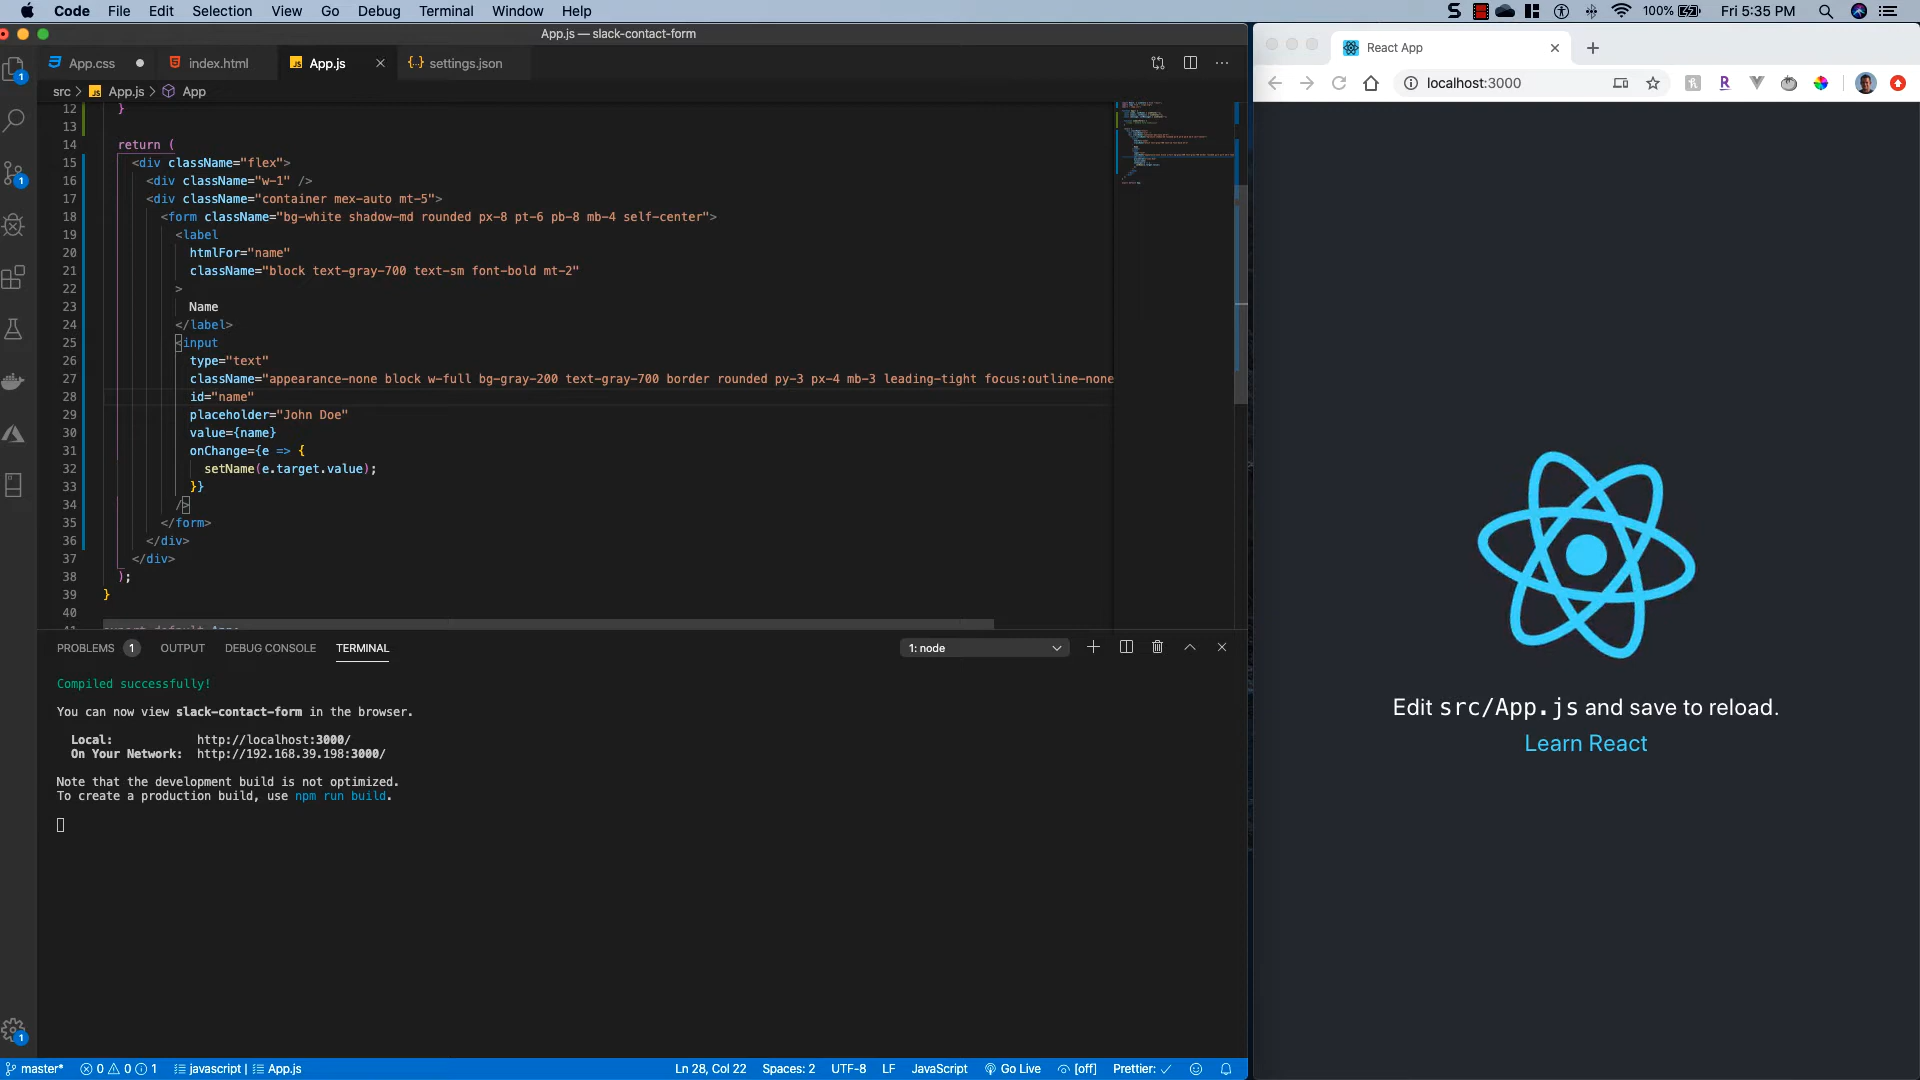 Code File Edit Selection View Go Debug Terminal Window Help
100% Fri 5:35 PM
App.js — slack-contact-form
App.css
index.html
App.js
settings.json
src > App.js > App
12 }
13
14 return (
15 <div className="flex">
16 <div className="w-1" />
17 <div className="container mex-auto mt-5">
18 <form className="bg-white shadow-md rounded px-8 pt-6 pb-8 mb-4 self-center">
19 <label
20 htmlFor="name"
21 className="block text-gray-700 text-sm font-bold mt-2"
22 >
23 Name
24 </label>
25 <input
26 type="text"
27 className="appearance-none block w-full bg-gray-200 text-gray-700 border rounded py-3 px-4 mb-3 leading-tight focus:outline-none
28 id="name"
29 placeholder="John Doe"
30 value={name}
31 onChange={e => {
32 setName(e.target.value);
33 }}
34 />
35 </form>
36 </div>
37 </div>
38 );
39 }
40
PROBLEMS 1 OUTPUT DEBUG CONSOLE TERMINAL
1: node
Compiled successfully!
You can now view slack-contact-form in the browser.
Local: http://localhost:3000/
On Your Network: http://192.168.39.198:3000/
Note that the development build is not optimized.
To create a production build, use npm run build.
master* 0 0 1 javascript | App.js
Ln 28, Col 22 Spaces: 2 UTF-8 LF JavaScript Go Live [off] Prettier: ✓
React App
localhost:3000
Edit src/App.js and save to reload.
Learn React